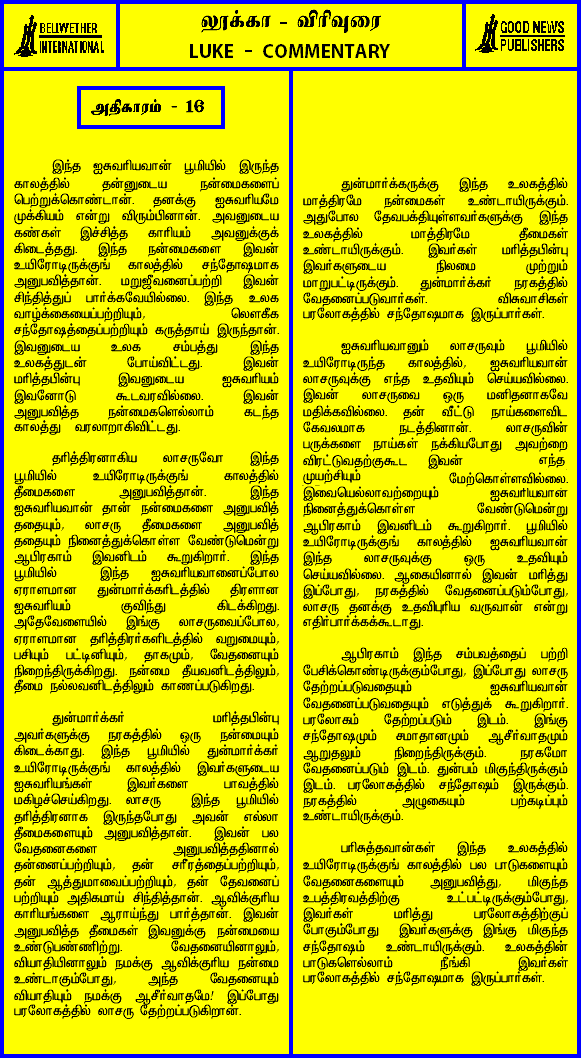 BELLWETHER
INTERNATIONAL
லூக்கா - விரிவுரை
LUKE - COMMENTARY
GOOD NEWS
PUBLISHERS
அதிகாரம் - 16
இந்த ஐசுவரியவான் பூமியில் இருந்த
காலத்தில் தன்னுடைய நன்மைகளைப்
பெற்றுக்கொண்டான். தனக்கு ஐசுவரியமே
முக்கியம் என்று விரும்பினான். அவனுடைய
கண்கள் இச்சித்த காரியம் அவனுக்குக்
கிடைத்தது. இந்த நன்மைகளை இவன்
உயிரோடிருக்குங் காலத்தில் சந்தோஷமாக
அனுபவித்தான். மறுஜீவனைப்பற்றி இவன்
சிந்தித்துப் பார்க்கவேயில்லை. இந்த உலக
வாழ்க்கையைப்பற்றியும், லௌகீக
சந்தோஷத்தைப்பற்றியும் கருத்தாய் இருந்தான்.
இவனுடைய உலக சம்பத்து இந்த
உலகத்துடன் போய்விட்டது. இவன்
மரித்தபின்பு இவனுடைய ஐசுவரியம்
இவனோடு கூடவரவில்லை. இவன்
அனுபவித்த நன்மைகளெல்லாம் கடந்த
காலத்து வரலாறாகிவிட்டது.
தரித்திரனாகிய லாசருவோ இந்த
பூமியில் உயிரோடிருக்குங் காலத்தில்
தீமைகளை அனுபவித்தான். இந்த
ஐசுவரியவான் தான் நன்மைகளை அனுபவித்
ததையும், லாசரு தீமைகளை அனுபவித்
ததையும் நினைத்துக்கொள்ள வேண்டுமென்று
ஆபிரகாம் இவனிடம் கூறுகிறார். இந்த
பூமியில் இந்த ஐசுவரியவானைப்போல
ஏராளமான துன்மார்க்கரிடத்தில் திரளான
ஐசுவரியம் குவிந்து கிடக்கிறது.
அதேவேளையில் இங்கு லாசருவைப்போல,
ஏராளமான தரித்திரர்களிடத்தில் வறுமையும்,
பசியும் பட்டினியும், தாகமும், வேதனையும்
நிறைந்திருக்கிறது. நன்மை தீயவனிடத்திலும்,
தீமை நல்லவனிடத்திலும் காணப்படுகிறது.
துன்மார்க்கர் மரித்தபின்பு
அவர்களுக்கு நரகத்தில் ஒரு நன்மையும்
கிடைக்காது. இந்த பூமியில் துன்மார்க்கர்
உயிரோடிருக்குங் காலத்தில் இவர்களுடைய
ஐசுவரியங்கள் இவர்களை பாவத்தில்
மகிழச்செய்கிறது. லாசரு இந்த பூமியில்
தரித்திரனாக இருந்தபோது அவன் எல்லா
தீமைகளையும் அனுபவித்தான். இவன் பல
வேதனைகளை அனுபவித்ததினால்
தன்னைப்பற்றியும், தன் சரீரத்தைப்பற்றியும்,
தன் ஆத்துமாவைப்பற்றியும், தன் தேவனைப்
பற்றியும் அதிகமாய் சிந்தித்தான். ஆவிக்குரிய
காரியங்களை ஆராய்ந்து பார்த்தான். இவன்
அனுபவித்த தீமைகள் இவனுக்கு நன்மையை
உண்டுபண்ணிற்று. வேதனையினாலும்,
வியாதியினாலும் நமக்கு ஆவிக்குரிய நன்மை
உண்டாகும்போது, அந்த வேதனையும்
வியாதியும் நமக்கு ஆசீர்வாதமே! இப்போது
பரலோகத்தில் லாசரு தேற்றப்படுகிறான்.
துன்மார்க்கருக்கு இந்த உலகத்தில்
மாத்திரமே நன்மைகள் உண்டாயிருக்கும்.
அதுபோல தேவபக்தியுள்ளவர்களுக்கு இந்த
உலகத்தில் மாத்திரமே தீமைகள்
உண்டாயிருக்கும். இவர்கள் மரித்தபின்பு
இவர்களுடைய நிலமை முற்றும்
மாறுபட்டிருக்கும். துன்மார்க்கர் நரகத்தில்
வேதனைப்படுவார்கள். விசுவாசிகள்
பரலோகத்தில் சந்தோஷமாக இருப்பார்கள்.
ஐசுவரியவானும் லாசருவும் பூமியில்
உயிரோடிருந்த காலத்தில், ஐசுவரியவான்
லாசருவுக்கு எந்த உதவியும் செய்யவில்லை.
இவன் லாசருவை ஒரு மனிதனாகவே
மதிக்கவில்லை. தன் வீட்டு நாய்களைவிட
கேவலமாக நடத்தினான். லாசருவின்
பருக்களை நாய்கள் நக்கியபோது அவற்றை
விரட்டுவதற்குகூட இவன் எந்த
முயற்சியும் மேற்கொள்ளவில்லை.
இவையெல்லாவற்றையும் ஐசுவரியவான்
நினைத்துக்கொள்ள வேண்டுமென்று
ஆபிரகாம் இவனிடம் கூறுகிறார். பூமியில்
உயிரோடிருக்குங் காலத்தில் ஐசுவரியவான்
இந்த லாசருவுக்கு ஒரு உதவியும்
செய்யவில்லை. ஆகையினால் இவன் மரித்து
இப்போது, நரகத்தில் வேதனைப்படும்போது,
லாசரு தனக்கு உதவிபுரிய வருவான் என்று
எதிர்பார்க்கக்கூடாது.
ஆபிரகாம் இந்த சம்பவத்தைப் பற்றி
பேசிக்கொண்டிருக்கும்போது, இப்போது லாசரு
தேற்றப்படுவதையும் ஐசுவரியவான்
வேதனைப்படுவதையும் எடுத்துக் கூறுகிறார்.
பரலோகம் தேற்றப்படும் இடம். இங்கு
சந்தோஷமும் சமாதானமும் ஆசீர்வாதமும்
ஆறுதலும் நிறைந்திருக்கும். நரகமோ
வேதனைப்படும் இடம். துன்பம் மிகுந்திருக்கும்
இடம். பரலோகத்தில் சந்தோஷம் இருக்கும்.
நரகத்தில் அழுகையும் பற்கடிப்பும்
உண்டாயிருக்கும்.
பரிசுத்தவான்கள் இந்த உலகத்தில்
உயிரோடிருக்குங் காலத்தில் பல பாடுகளையும்
வேதனைகளையும் அனுபவித்து, மிகுந்த
உபத்திரவத்திற்கு உட்பட்டிருக்கும்போது,
இவர்கள் மரித்து பரலோகத்திற்குப்
போகும்போது இவர்களுக்கு இங்கு மிகுந்த
சந்தோஷம் உண்டாயிருக்கும். உலகத்தின்
பாடுகளெல்லாம் நீங்கி இவர்கள்
பரலோகத்தில் சந்தோஷமாக இருப்பார்கள்.